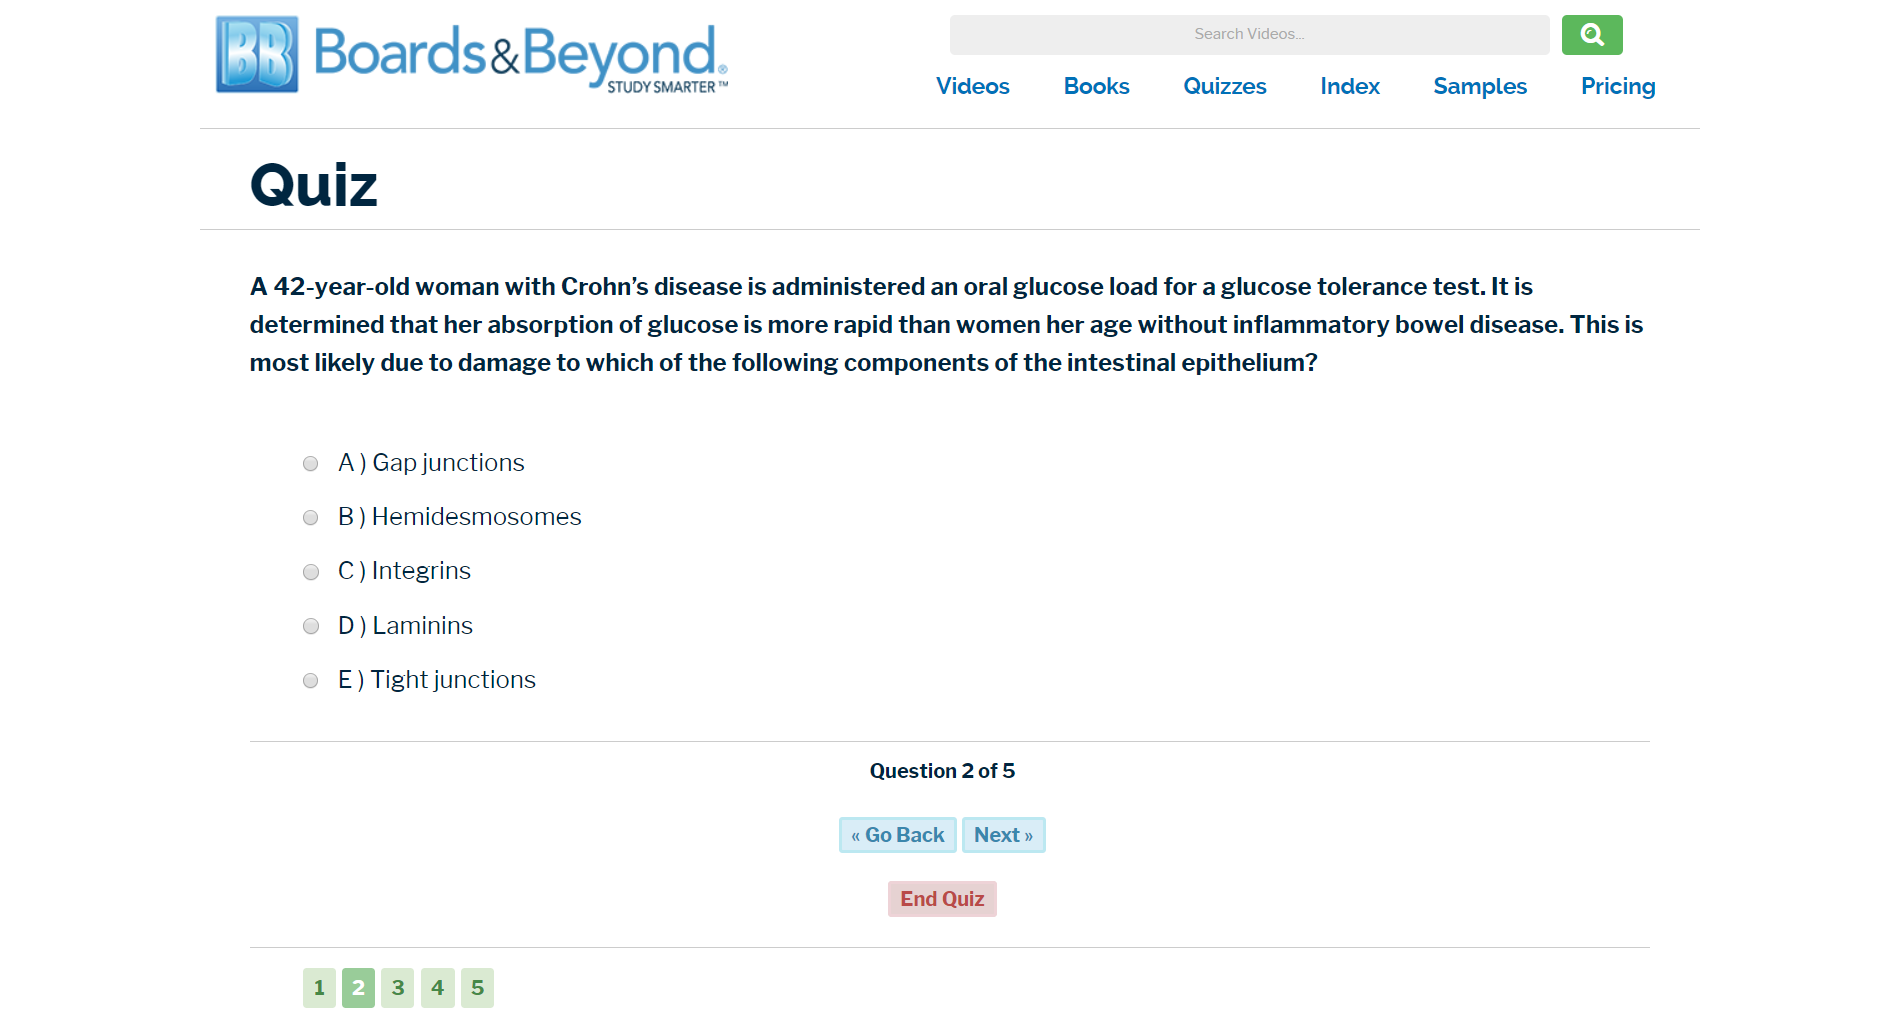 BB Boards&Beyond®
STUDY SMARTER™
Search Videos...
Videos Books Quizzes Index Samples Pricing
Quiz
A 42-year-old woman with Crohn’s disease is administered an oral glucose load for a glucose tolerance test. It is
determined that her absorption of glucose is more rapid than women her age without inflammatory bowel disease. This is
most likely due to damage to which of the following components of the intestinal epithelium?
A ) Gap junctions
B ) Hemidesmosomes
C ) Integrins
D ) Laminins
E ) Tight junctions
Question 2 of 5
« Go Back Next »
End Quiz
1 2 3 4 5